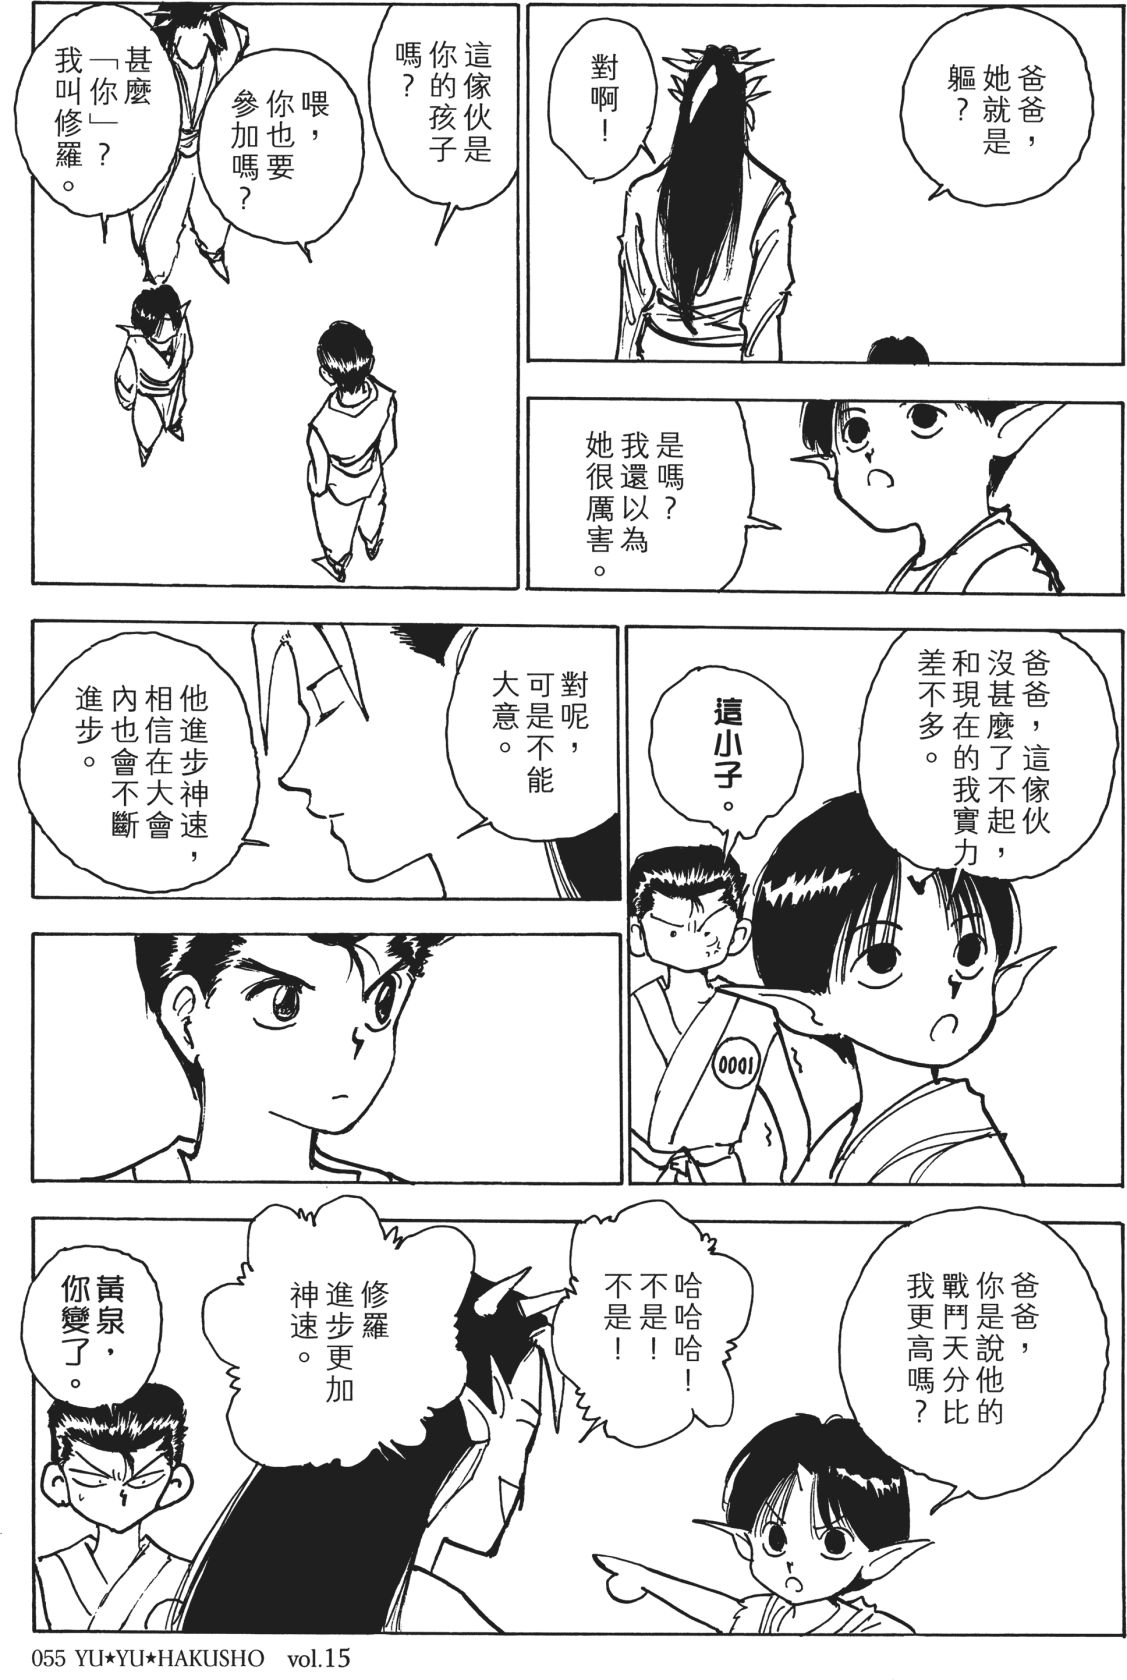 爸爸，
她就是
軀？
對啊！
是嗎？
我還以為
她很厲害。
這傢伙是
你的孩子
嗎？
喂，
你也要
參加嗎？
甚麼
「你」？
我叫修羅。
爸爸，這傢伙
沒甚麼了不起，
和現在的我實力
差不多。
這小子。
對呢，
可是不能
大意。
他進步神速，
相信在大會
內也會不斷
進步。
0001
爸爸，
你是說他的
戰鬥天分比
我更高嗎？
哈哈哈！
不是！
不是！
修羅
進步更加
神速。
黃泉，
你變了。
055 YU★YU★HAKUSHO vol.15